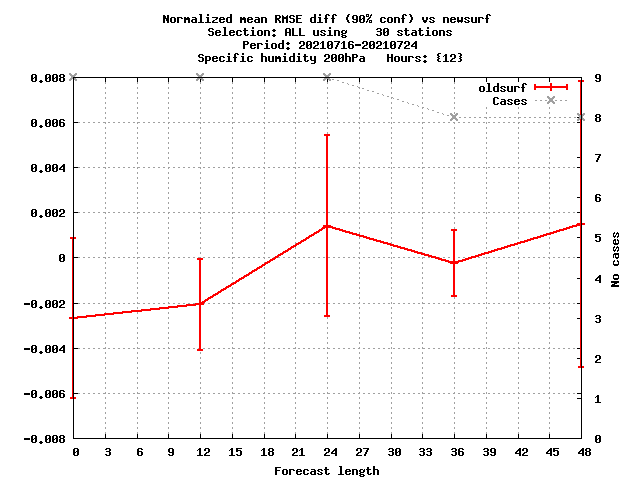 Normalized mean RMSE diff (90% conf) vs newsurf
Selection: ALL using    30 stations
Period: 20210716-20210724
Specific humidity 200hPa   Hours: {12}
oldsurf
Cases
0.008
0.006
0.004
0.002
0
-0.002
-0.004
-0.006
-0.008
9
8
7
6
5
4
3
2
1
0
No cases
0 3 6 9 12 15 18 21 24 27 30 33 36 39 42 45 48
Forecast length